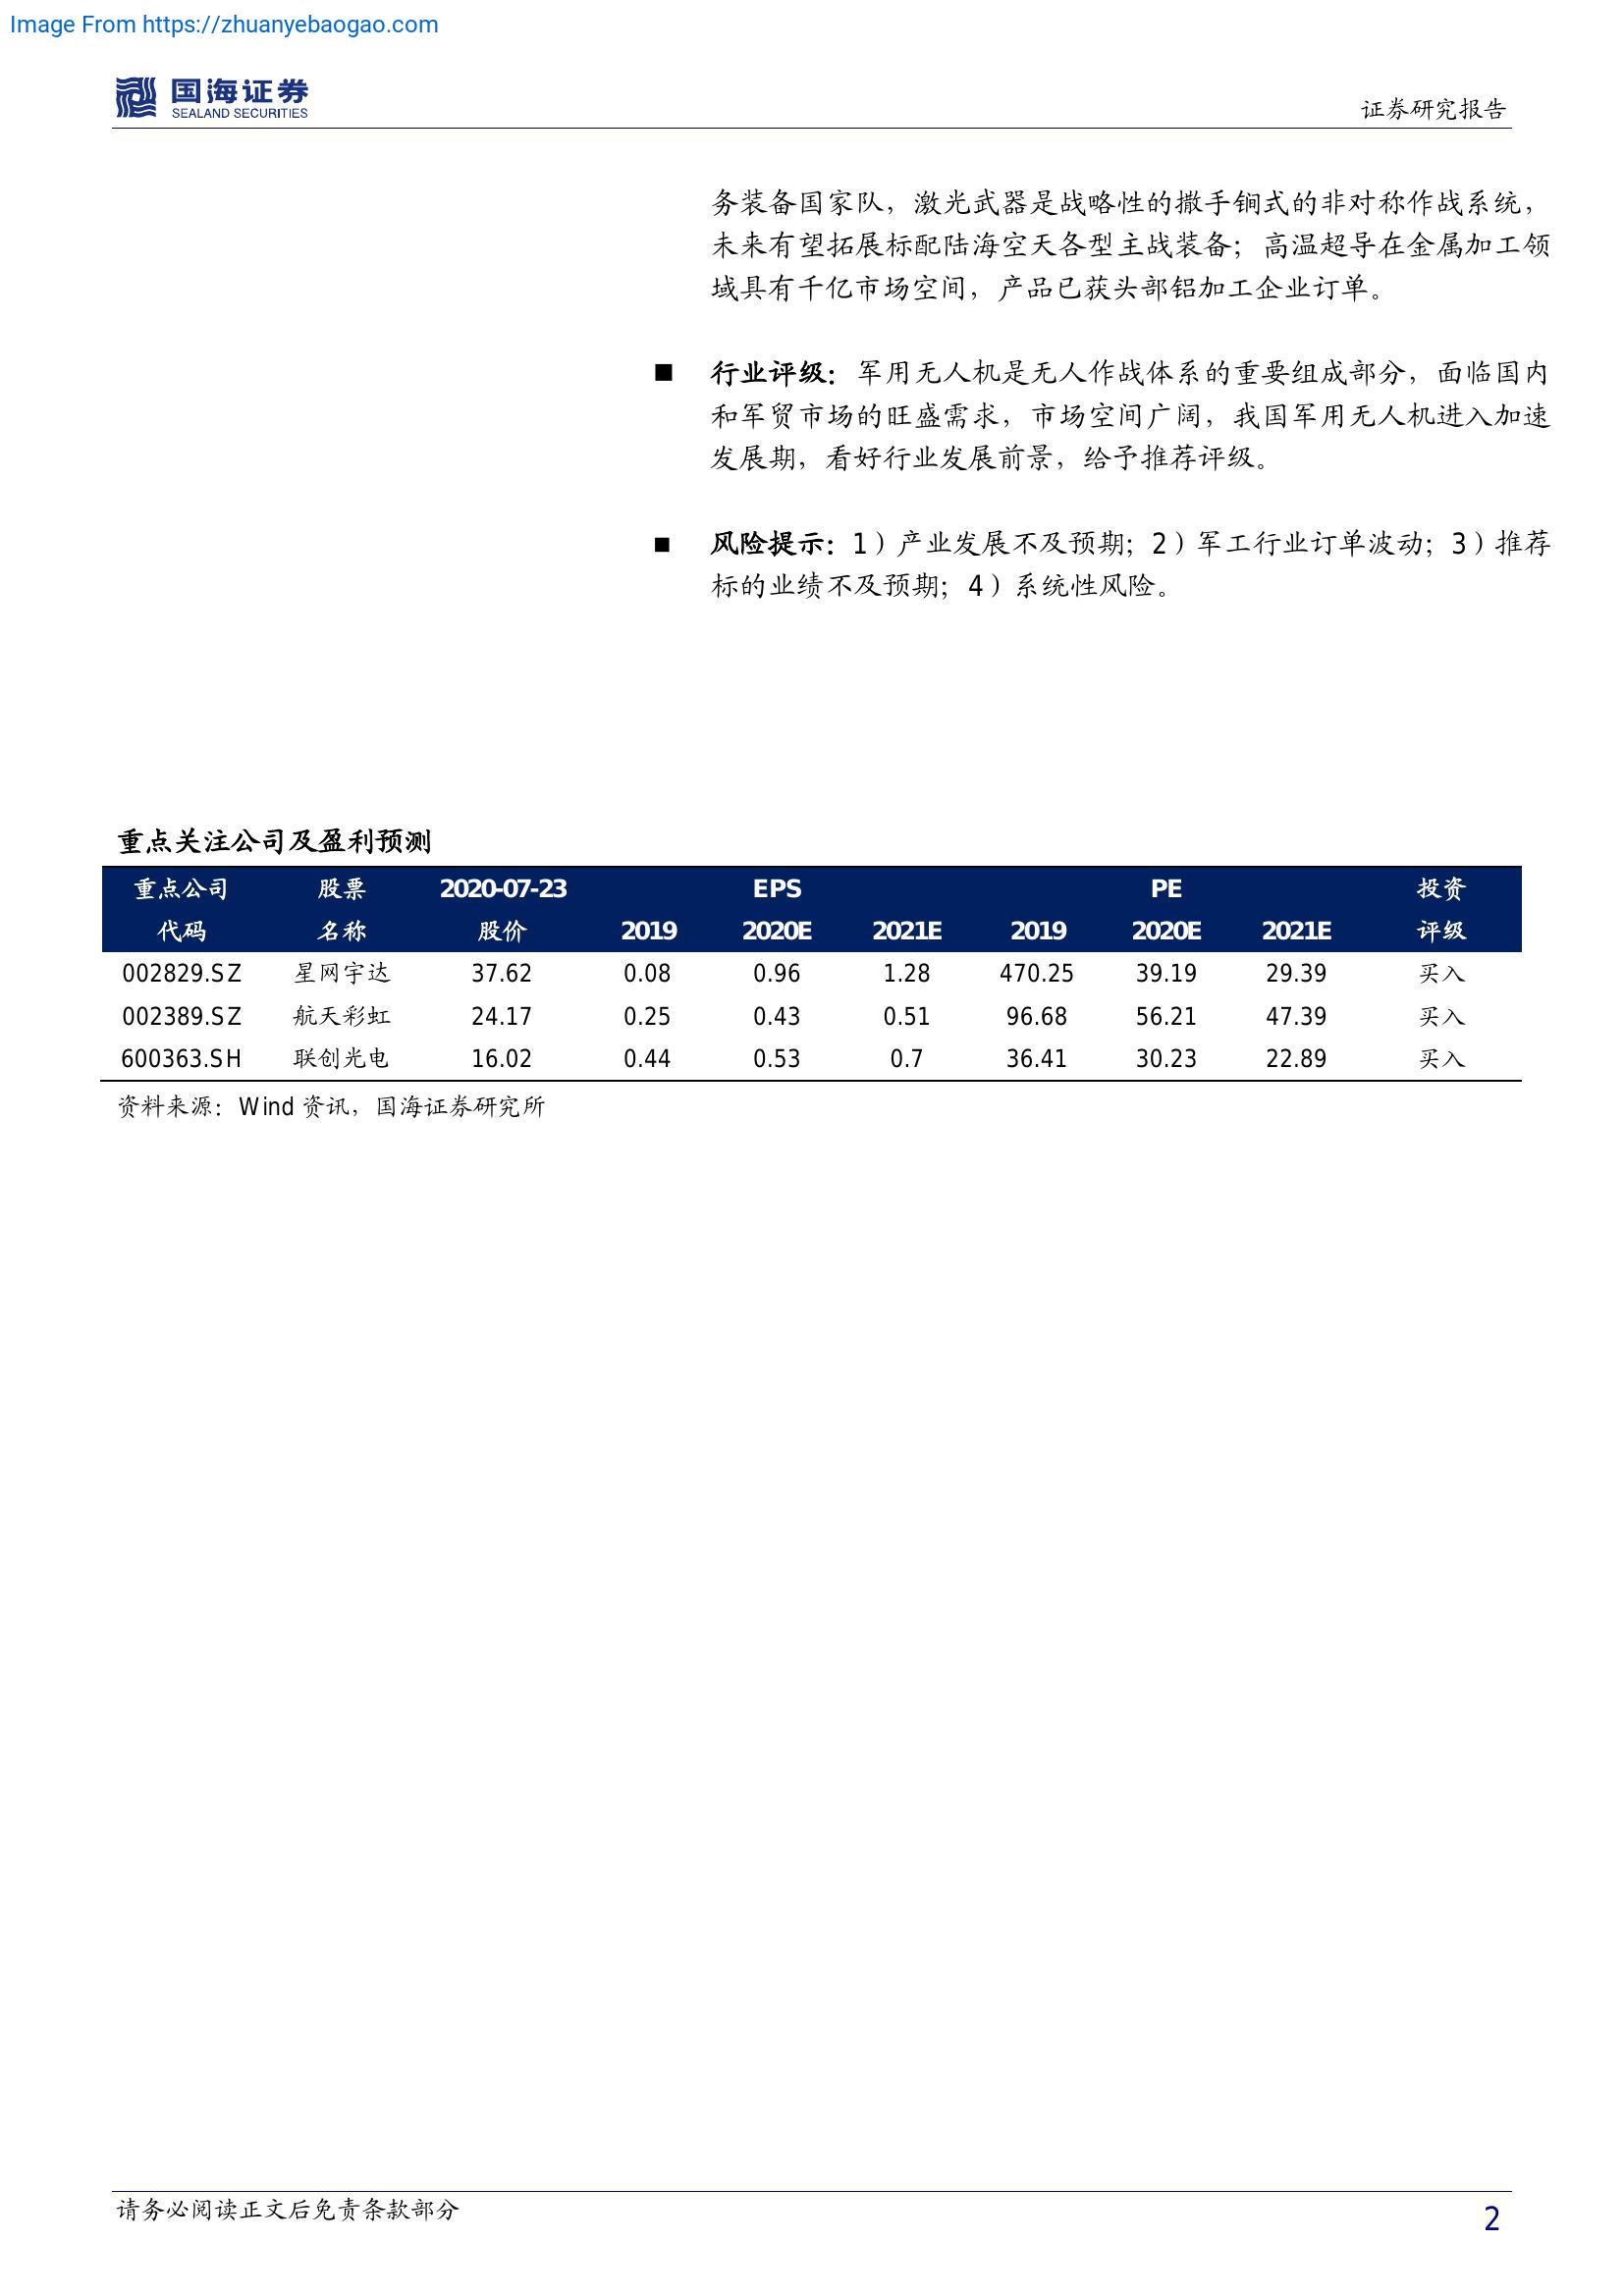 Image From https://zhuanyebaogao.com
国海证券
SEALAND SECURITIES
证券研究报告
务装备国家队，激光武器是战略性的撒手锏式的非对称作战系统，
未来有望拓展标配陆海空天各型主战装备；高温超导在金属加工领
域具有千亿市场空间，产品已获头部铝加工企业订单。
■ 行业评级：军用无人机是无人作战体系的重要组成部分，面临国内
和军贸市场的旺盛需求，市场空间广阔，我国军用无人机进入加速
发展期，看好行业发展前景，给予推荐评级。
■ 风险提示：1）产业发展不及预期；2）军工行业订单波动；3）推荐
标的业绩不及预期；4）系统性风险。
重点关注公司及盈利预测
重点公司 股票 2020-07-23 EPS PE 投资
代码 名称 股价 2019 2020E 2021E 2019 2020E 2021E 评级
002829.SZ 星网宇达 37.62 0.08 0.96 1.28 470.25 39.19 29.39 买入
002389.SZ 航天彩虹 24.17 0.25 0.43 0.51 96.68 56.21 47.39 买入
600363.SH 联创光电 16.02 0.44 0.53 0.7 36.41 30.23 22.89 买入
资料来源：Wind 资讯，国海证券研究所
请务必阅读正文后免责条款部分
2